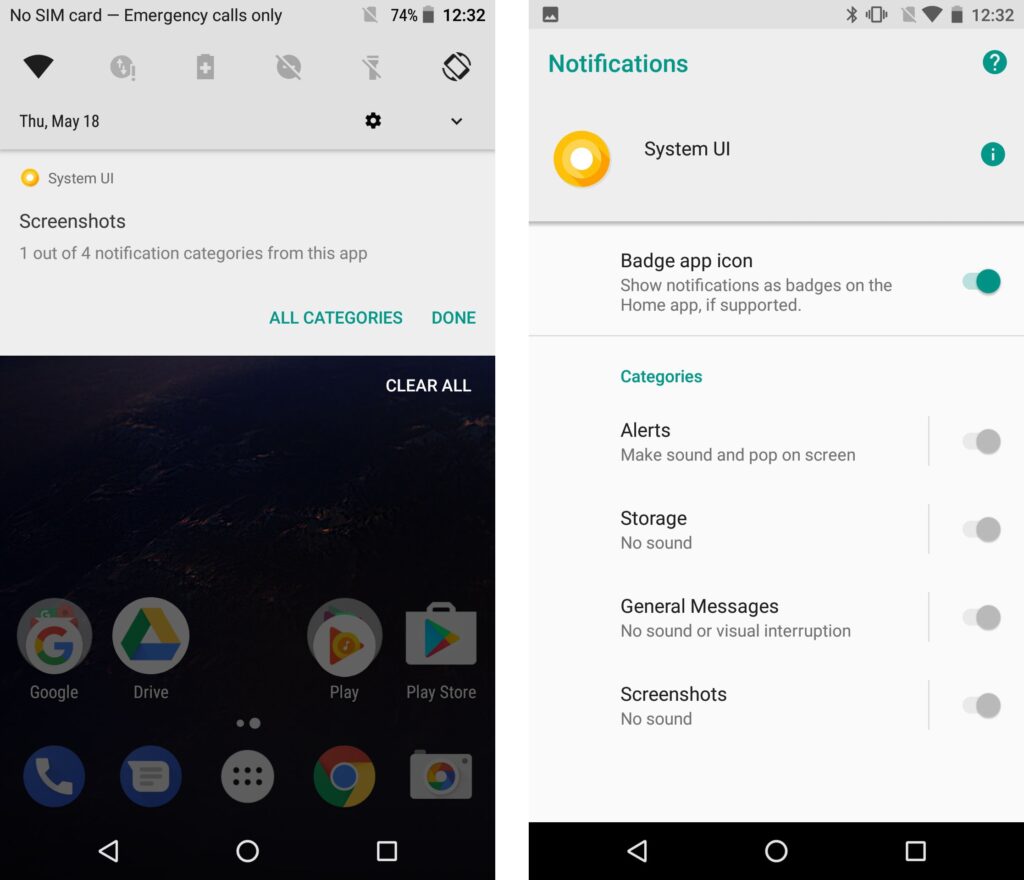 No SIM card — Emergency calls only 74% 12:32
Thu, May 18
System UI
Screenshots
1 out of 4 notification categories from this app
ALL CATEGORIES DONE
CLEAR ALL
Google Drive Play Play Store
12:32
Notifications
System UI
Badge app icon
Show notifications as badges on the
Home app, if supported.
Categories
Alerts
Make sound and pop on screen
Storage
No sound
General Messages
No sound or visual interruption
Screenshots
No sound